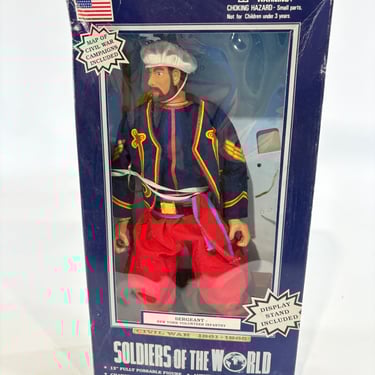 CHOKING HAZARD - Small parts.
Not for Children under 3 years.
MAP OF
CIVIL WAR
CAMPAIGNS
INCLUDED
SERGEANT
NEW YORK VOLUNTEER INFANTRY
DISPLAY
STAND
INCLUDED
CIVIL WAR 1861-1865
SOLDIERS OF THE WORLD
• 12" FULLY POSEABLE FIGURE